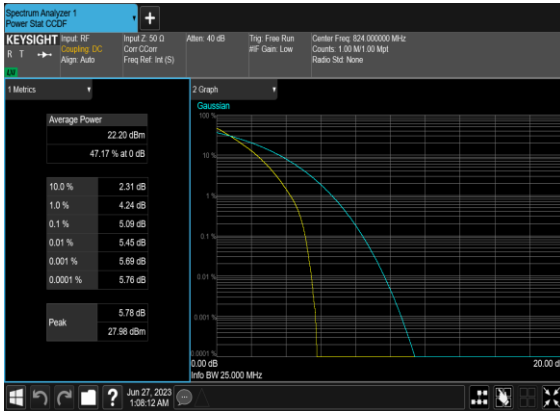 Spectrum Analyzer 1
Power Stat CCDF
+
KEYSIGHT
R T
LXI
Input: RF
Coupling: DC
Align: Auto
Input Z: 50 Ω
Corr CCorr
Freq Ref: Int (S)
Atten: 40 dB
Trig: Free Run
#IF Gain: Low
Center Freq: 824.000000 MHz
Counts: 1.00 M/1.00 Mpt
Radio Std: None
1 Metrics
Average Power
22.20 dBm
47.17 % at 0 dB
10.0 % 2.31 dB
1.0 % 4.24 dB
0.1 % 5.09 dB
0.01 % 5.45 dB
0.001 % 5.69 dB
0.0001 % 5.76 dB
Peak
5.78 dB
27.98 dBm
2 Graph
Gaussian
100 %
10 %
1 %
0.1 %
0.01 %
0.001 %
0.0001 %
0.00 dB
20.00 d
Info BW 25.000 MHz
?
Jun 27, 2023
1:08:12 AM